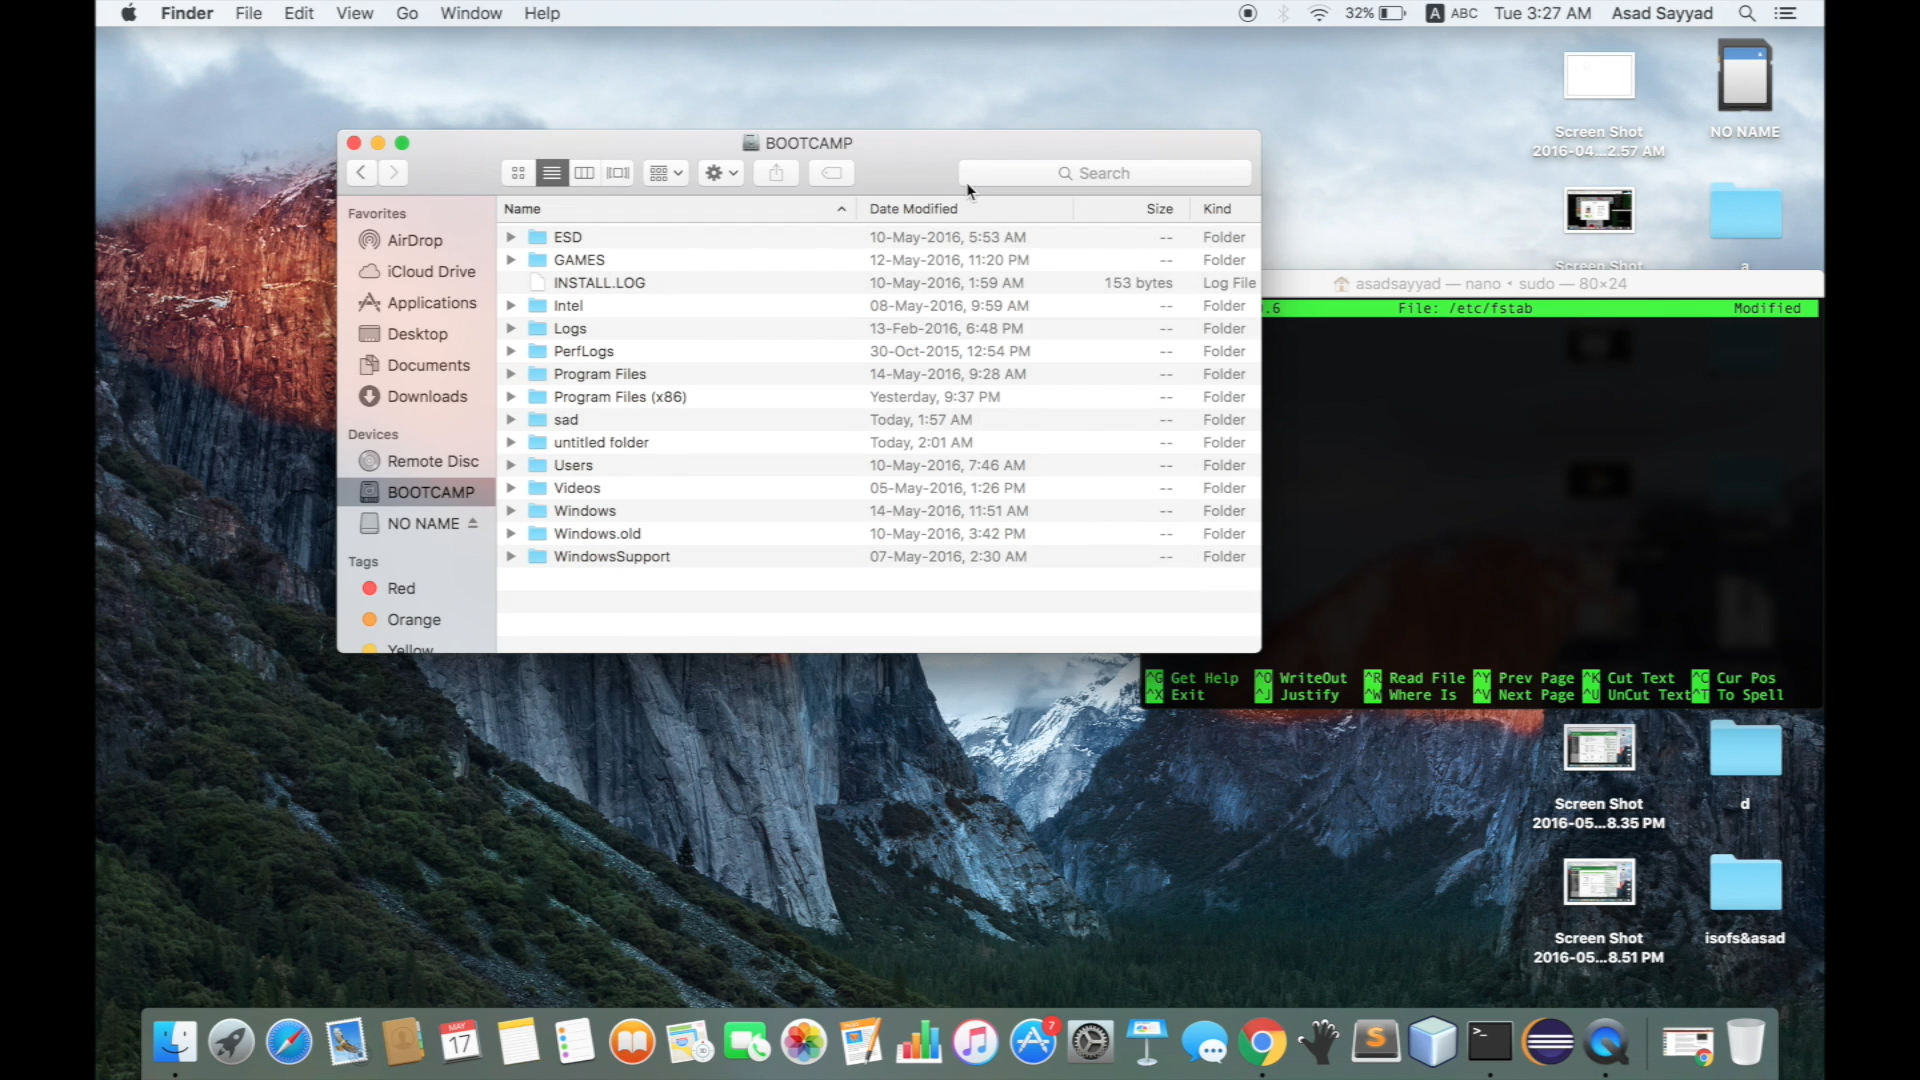 Finder File Edit View Go Window Help
32% A ABC Tue 3:27 AM Asad Sayyad
Screen Shot
2016-04...2.57 AM
NO NAME
BOOTCAMP
Search
Favorites
AirDrop
iCloud Drive
Applications
Desktop
Documents
Downloads
Devices
Remote Disc
BOOTCAMP
NO NAME
Tags
Red
Orange
Yellow
Name Date Modified Size Kind
ESD 10-May-2016, 5:53 AM -- Folder
GAMES 12-May-2016, 11:20 PM -- Folder
INSTALL.LOG 10-May-2016, 1:59 AM 153 bytes Log File
Intel 08-May-2016, 9:59 AM -- Folder
Logs 13-Feb-2016, 6:48 PM -- Folder
PerfLogs 30-Oct-2015, 12:54 PM -- Folder
Program Files 14-May-2016, 9:28 AM -- Folder
Program Files (x86) Yesterday, 9:37 PM -- Folder
sad Today, 1:57 AM -- Folder
untitled folder Today, 2:01 AM -- Folder
Users 10-May-2016, 7:46 AM -- Folder
Videos 05-May-2016, 1:26 PM -- Folder
Windows 14-May-2016, 11:51 AM -- Folder
Windows.old 10-May-2016, 3:42 PM -- Folder
WindowsSupport 07-May-2016, 2:30 AM -- Folder
Screen Shot
a
asadsayyad — nano • sudo — 80×24
.6 File: /etc/fstab Modified
^G Get Help ^O WriteOut ^R Read File ^Y Prev Page ^K Cut Text ^C Cur Pos
^X Exit ^J Justify ^W Where Is ^V Next Page ^U UnCut Text ^T To Spell
Screen Shot
2016-05...8.35 PM
d
Screen Shot
2016-05...8.51 PM
isofs&asad
MAY
17
7